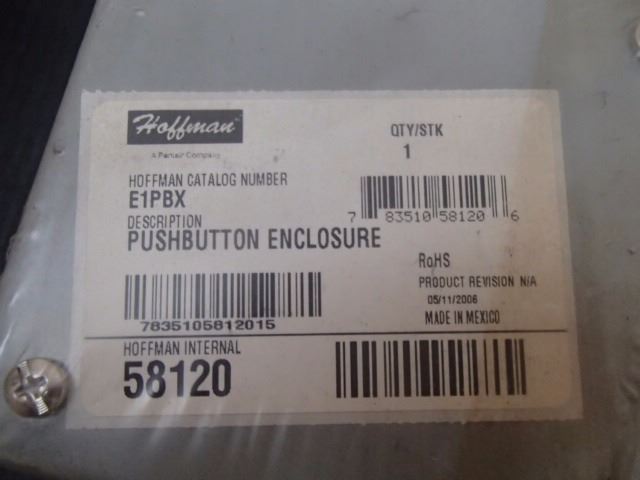 Hoffman
A Pentair Company
QTY/STK
1
HOFFMAN CATALOG NUMBER
E1PBX
DESCRIPTION
PUSHBUTTON ENCLOSURE
7 83510 58120 6
RoHS
PRODUCT REVISION N/A
05/11/2006
MADE IN MEXICO
7835105812015
HOFFMAN INTERNAL
58120